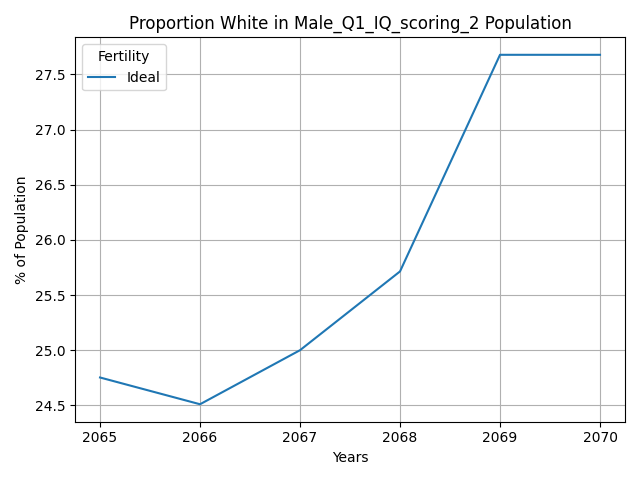 Proportion White in Male_Q1_IQ_scoring_2 Population
Fertility
Ideal
% of Population
27.5
27.0
26.5
26.0
25.5
25.0
24.5
2065 2066 2067 2068 2069 2070
Years